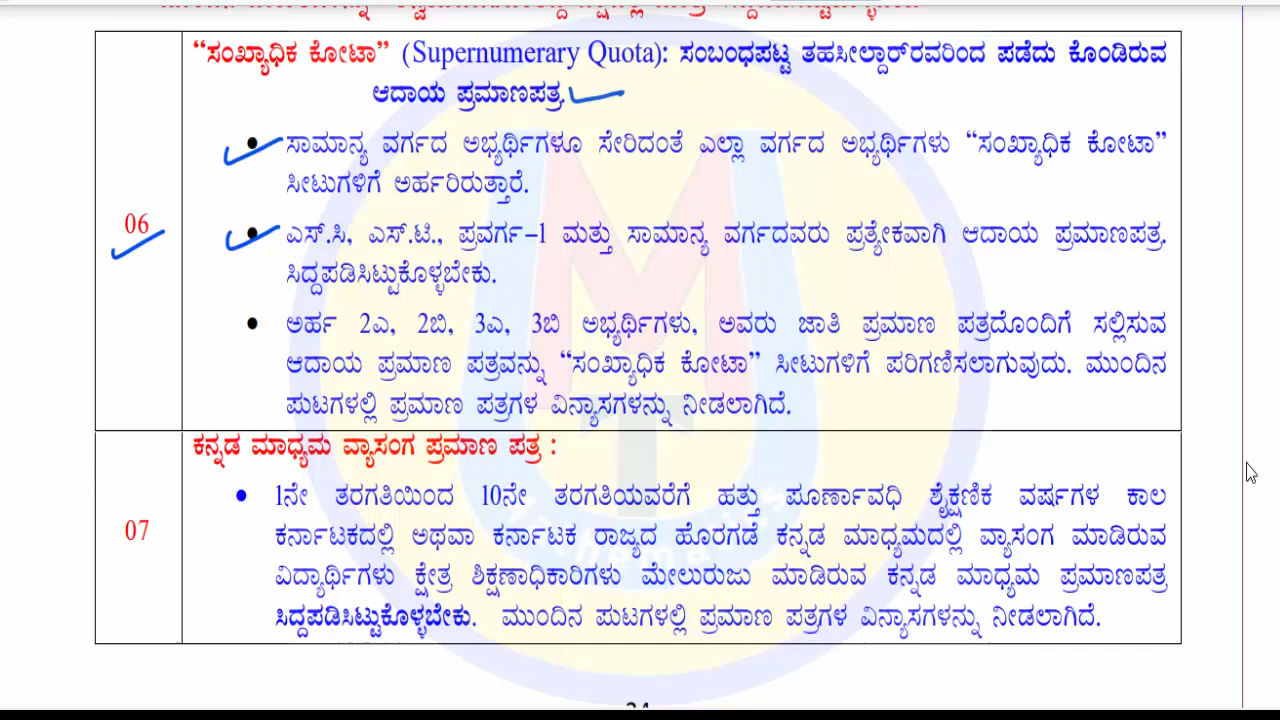 “ಸಂಖ್ಯಾಧಿಕ ಕೋಟಾ” (Supernumerary Quota): ಸಂಬಂಧಪಟ್ಟ ತಹಸೀಲ್ದಾರ್‌ರವರಿಂದ ಪಡೆದು ಕೊಂಡಿರುವ
ಆದಾಯ ಪ್ರಮಾಣಪತ್ರ.
• ಸಾಮಾನ್ಯ ವರ್ಗದ ಅಭ್ಯರ್ಥಿಗಳೂ ಸೇರಿದಂತೆ ಎಲ್ಲಾ ವರ್ಗದ ಅಭ್ಯರ್ಥಿಗಳು “ಸಂಖ್ಯಾಧಿಕ ಕೋಟಾ”
ಸೀಟುಗಳಿಗೆ ಅರ್ಹರಿರುತ್ತಾರೆ.
06
• ಎಸ್.ಸಿ, ಎಸ್.ಟಿ., ಪ್ರವರ್ಗ–1 ಮತ್ತು ಸಾಮಾನ್ಯ ವರ್ಗದವರು ಪ್ರತ್ಯೇಕವಾಗಿ ಆದಾಯ ಪ್ರಮಾಣಪತ್ರ.
ಸಿದ್ದಪಡಿಸಿಟ್ಟುಕೊಳ್ಳಬೇಕು.
• ಅರ್ಹ 2ಎ, 2ಬಿ, 3ಎ, 3ಬಿ ಅಭ್ಯರ್ಥಿಗಳು, ಅವರು ಜಾತಿ ಪ್ರಮಾಣ ಪತ್ರದೊಂದಿಗೆ ಸಲ್ಲಿಸುವ
ಆದಾಯ ಪ್ರಮಾಣ ಪತ್ರವನ್ನು “ಸಂಖ್ಯಾಧಿಕ ಕೋಟಾ” ಸೀಟುಗಳಿಗೆ ಪರಿಗಣಿಸಲಾಗುವುದು. ಮುಂದಿನ
ಪುಟಗಳಲ್ಲಿ ಪ್ರಮಾಣ ಪತ್ರಗಳ ವಿನ್ಯಾಸಗಳನ್ನು ನೀಡಲಾಗಿದೆ.
ಕನ್ನಡ ಮಾಧ್ಯಮ ವ್ಯಾಸಂಗ ಪ್ರಮಾಣ ಪತ್ರ :
• 1ನೇ ತರಗತಿಯಿಂದ 10ನೇ ತರಗತಿಯವರೆಗೆ ಹತ್ತು ಪೂರ್ಣಾವಧಿ ಶೈಕ್ಷಣಿಕ ವರ್ಷಗಳ ಕಾಲ
07
ಕರ್ನಾಟಕದಲ್ಲಿ ಅಥವಾ ಕರ್ನಾಟಕ ರಾಜ್ಯದ ಹೊರಗಡೆ ಕನ್ನಡ ಮಾಧ್ಯಮದಲ್ಲಿ ವ್ಯಾಸಂಗ ಮಾಡಿರುವ
ವಿದ್ಯಾರ್ಥಿಗಳು ಕ್ಷೇತ್ರ ಶಿಕ್ಷಣಾಧಿಕಾರಿಗಳು ಮೇಲುರುಜು ಮಾಡಿರುವ ಕನ್ನಡ ಮಾಧ್ಯಮ ಪ್ರಮಾಣಪತ್ರ
ಸಿದ್ದಪಡಿಸಿಟ್ಟುಕೊಳ್ಳಬೇಕು. ಮುಂದಿನ ಪುಟಗಳಲ್ಲಿ ಪ್ರಮಾಣ ಪತ್ರಗಳ ವಿನ್ಯಾಸಗಳನ್ನು ನೀಡಲಾಗಿದೆ.